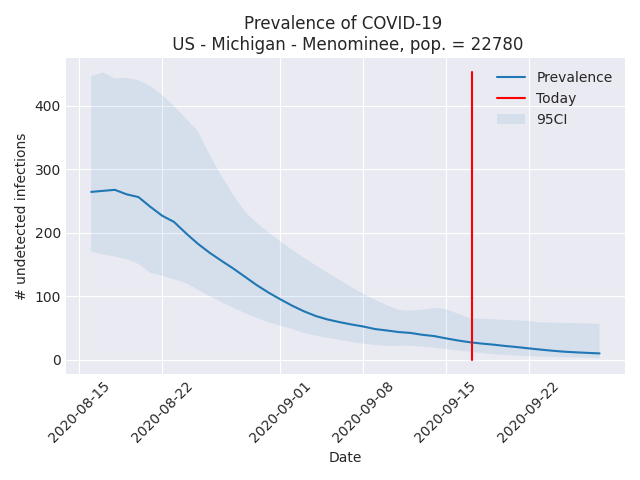 Prevalence of COVID-19
US - Michigan - Menominee, pop. = 22780
Prevalence
Today
95CI
400
300
200
100
0
# undetected infections
2020-08-15
2020-08-22
2020-09-01
2020-09-08
2020-09-15
2020-09-22
Date